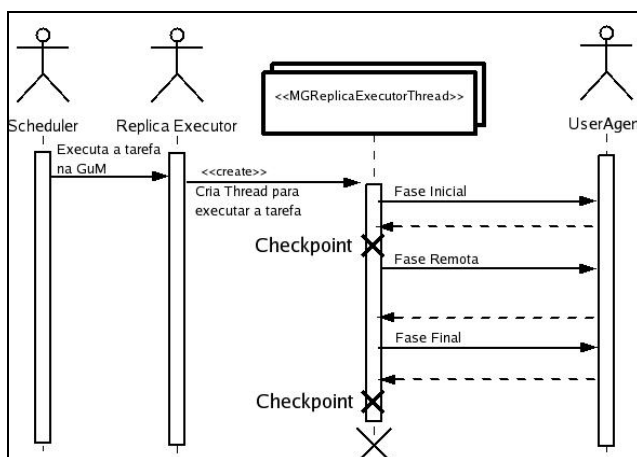 <<MGReplicaExecutorThread>>
Scheduler
Replica Executor
UserAgen
Executa a tarefa
na GuM
<<create>>
Cria Thread para
executar a tarefa
Fase Inicial
Checkpoint
Fase Remota
Fase Final
Checkpoint